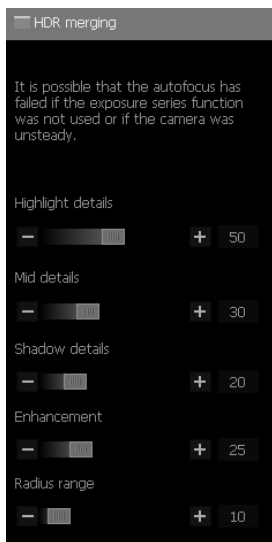 HDR merging
It is possible that the autofocus has
failed if the exposure series function
was not used or if the camera was
unsteady.
Highlight details
50
Mid details
30
Shadow details
20
Enhancement
25
Radius range
10